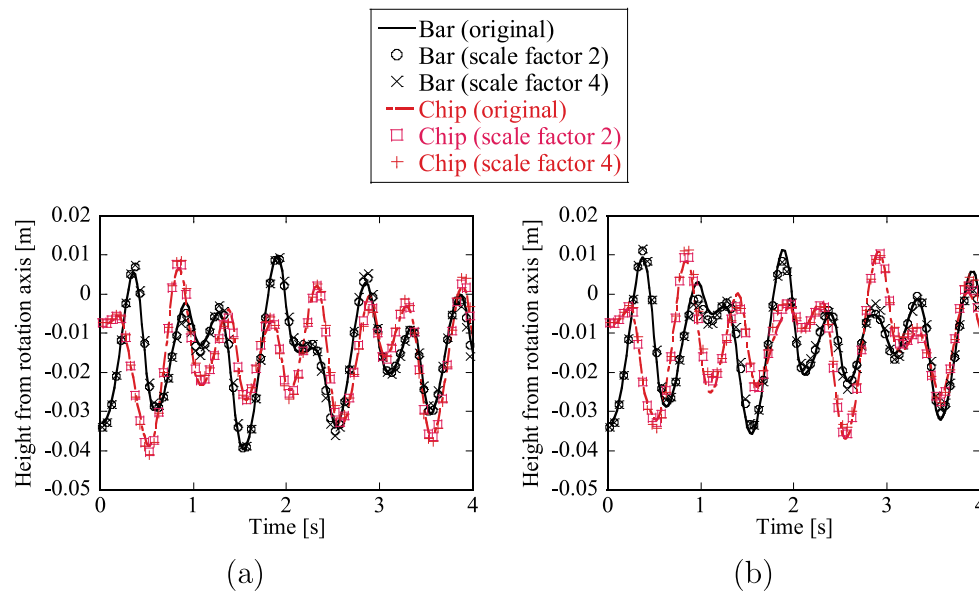 Bar (original)
Bar (scale factor 2)
Bar (scale factor 4)
Chip (original)
Chip (scale factor 2)
Chip (scale factor 4)
Height from rotation axis [m]
0.02
0.01
0
-0.01
-0.02
-0.03
-0.04
-0.05
0 1 2 3 4
Time [s]
(a)
Height from rotation axis [m]
0.02
0.01
0
-0.01
-0.02
-0.03
-0.04
-0.05
0 1 2 3 4
Time [s]
(b)